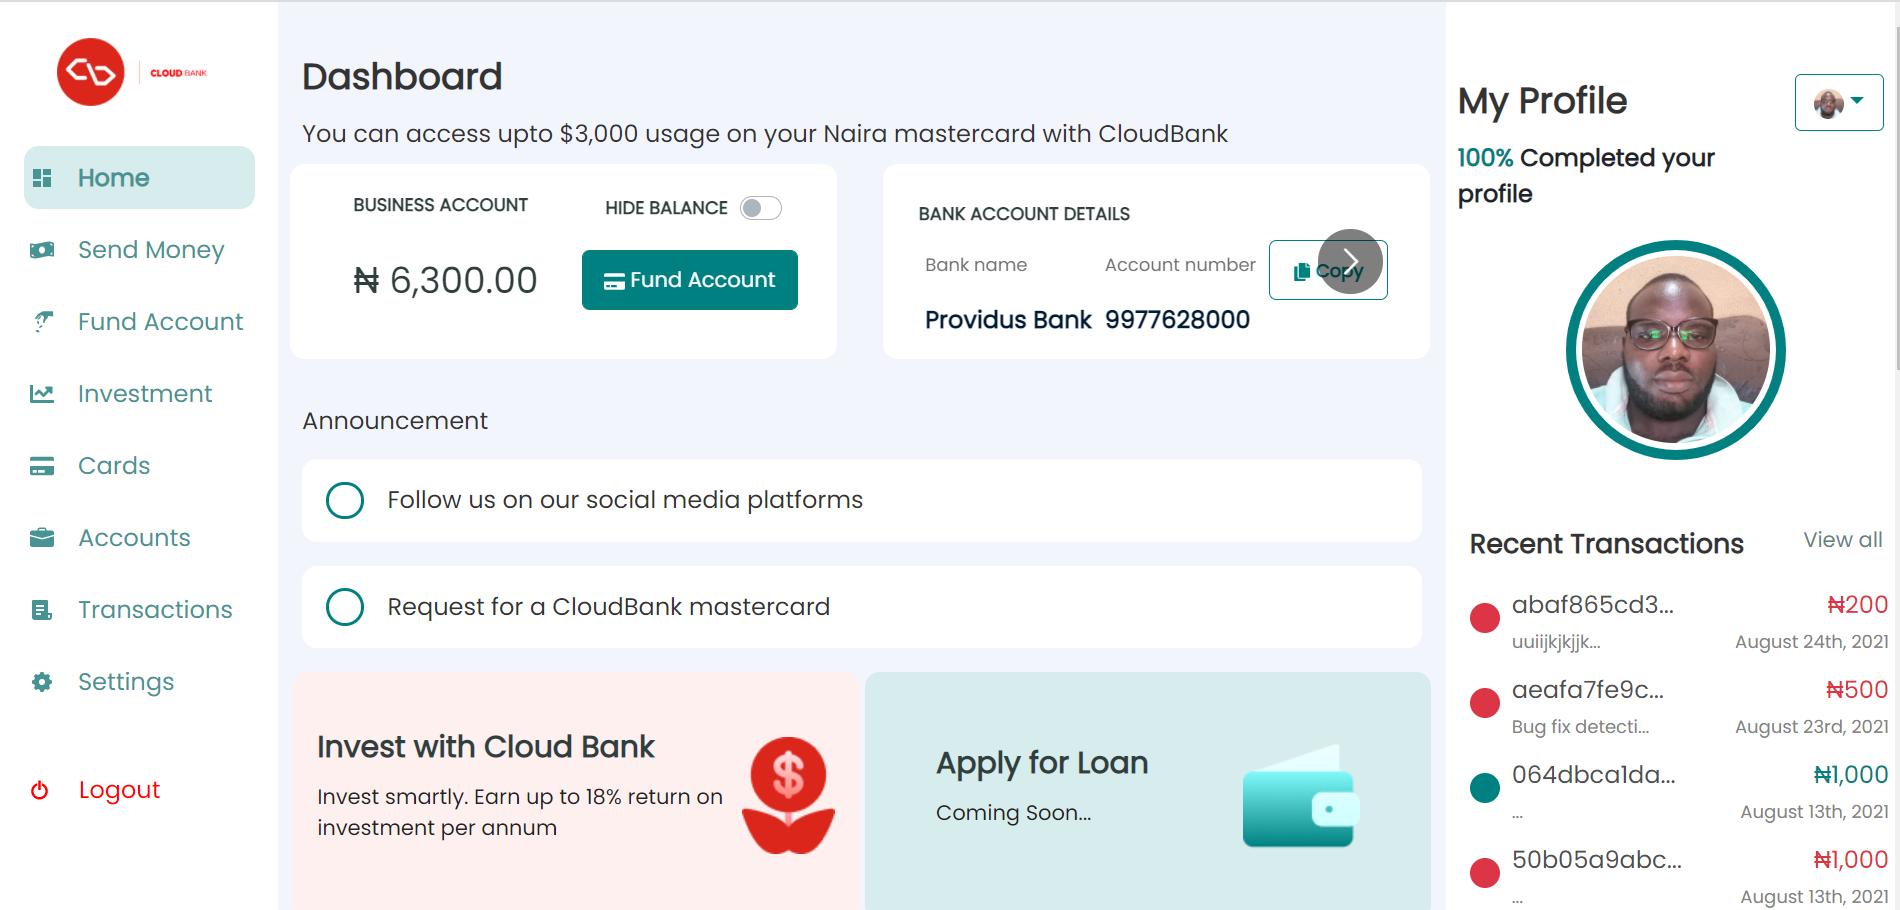 CLOUD BANK
Home
Send Money
Fund Account
Investment
Cards
Accounts
Transactions
Settings
Logout
Dashboard
You can access upto $3,000 usage on your Naira mastercard with CloudBank
BUSINESS ACCOUNT
HIDE BALANCE
₦ 6,300.00
Fund Account
BANK ACCOUNT DETAILS
Bank name
Account number
Copy
Providus Bank
9977628000
Announcement
Follow us on our social media platforms
Request for a CloudBank mastercard
Invest with Cloud Bank
Invest smartly. Earn up to 18% return on
investment per annum
Apply for Loan
Coming Soon...
My Profile
100% Completed your
profile
Recent Transactions
View all
abaf865cd3...
₦200
uuiijkjkjjk...
August 24th, 2021
aeafa7fe9c...
₦500
Bug fix detecti...
August 23rd, 2021
064dbca1da...
₦1,000
...
August 13th, 2021
50b05a9abc...
₦1,000
...
August 13th, 2021